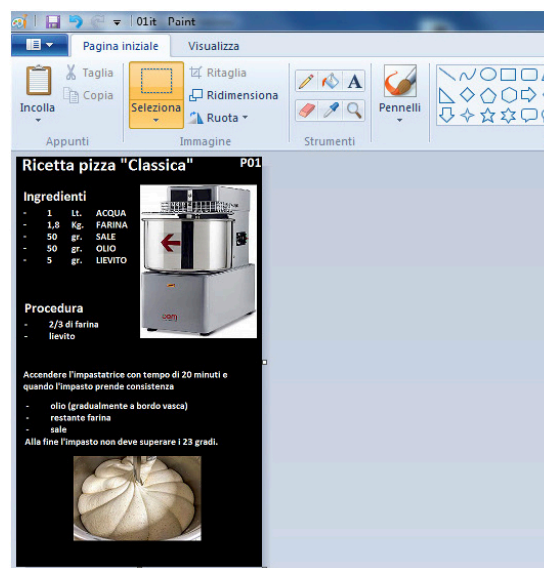 01it - Paint
Pagina iniziale Visualizza
Incolla
Taglia
Copia
Appunti
Seleziona
Ritaglia
Ridimensiona
Ruota
Immagine
A
Strumenti
Pennelli
Ricetta pizza "Classica" P01
Ingredienti
- 1 Lt. ACQUA
- 1,8 Kg. FARINA
- 50 gr. SALE
- 50 gr. OLIO
- 5 gr. LIEVITO
Procedura
- 2/3 di farina
- lievito
Accendere l'impastatrice con tempo di 20 minuti e
quando l'impasto prende consistenza
- olio (gradualmente a bordo vasca)
- restante farina
- sale
Alla fine l'impasto non deve superare i 23 gradi.